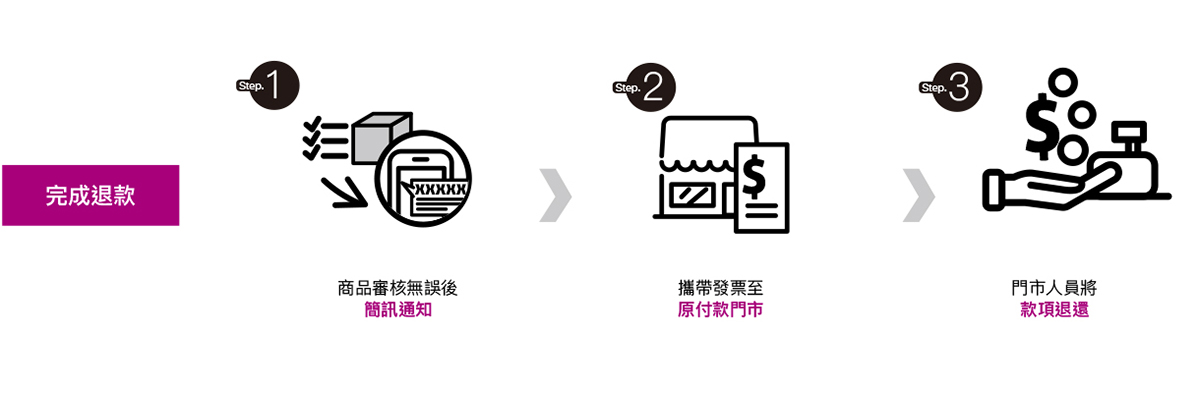 完成退款
Step.1
商品審核無誤後
簡訊通知
XXXXX
Step.2
攜帶發票至
原付款門市
$
Step.3
門市人員將
款項退還
$